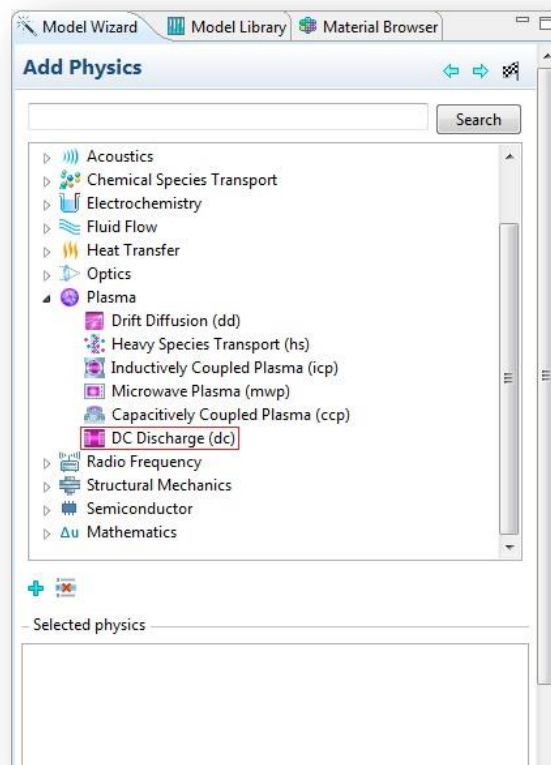 Model Wizard Model Library Material Browser
Add Physics
Search
Acoustics
Chemical Species Transport
Electrochemistry
Fluid Flow
Heat Transfer
Optics
Plasma
Drift Diffusion (dd)
Heavy Species Transport (hs)
Inductively Coupled Plasma (icp)
Microwave Plasma (mwp)
Capacitively Coupled Plasma (ccp)
DC Discharge (dc)
Radio Frequency
Structural Mechanics
Semiconductor
Δu Mathematics
Selected physics